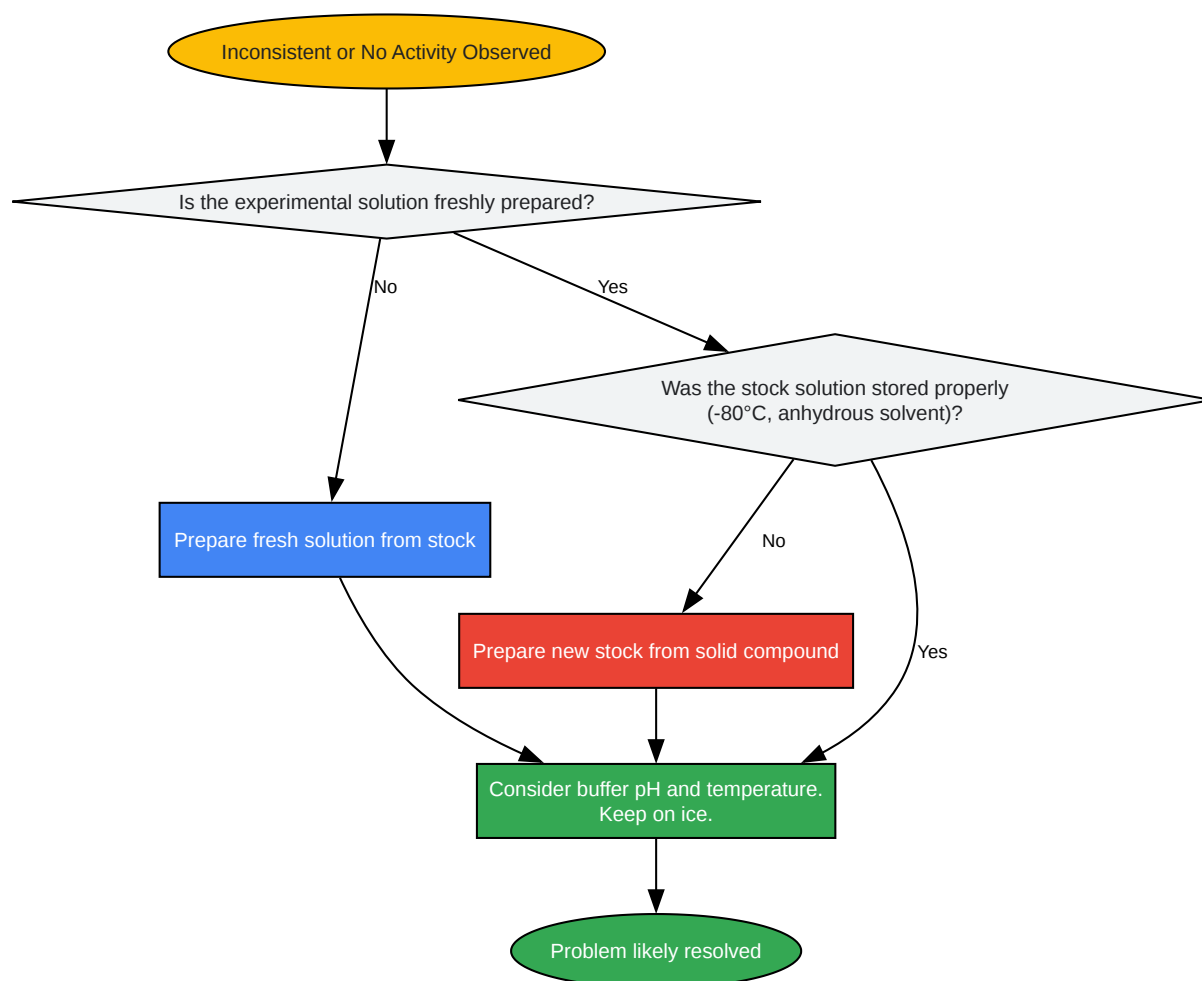 Inconsistent or No Activity Observed
Is the experimental solution freshly prepared?
No
Yes
Was the stock solution stored properly
(-80°C, anhydrous solvent)?
Prepare fresh solution from stock
No
Prepare new stock from solid compound
Yes
Consider buffer pH and temperature.
Keep on ice.
Problem likely resolved